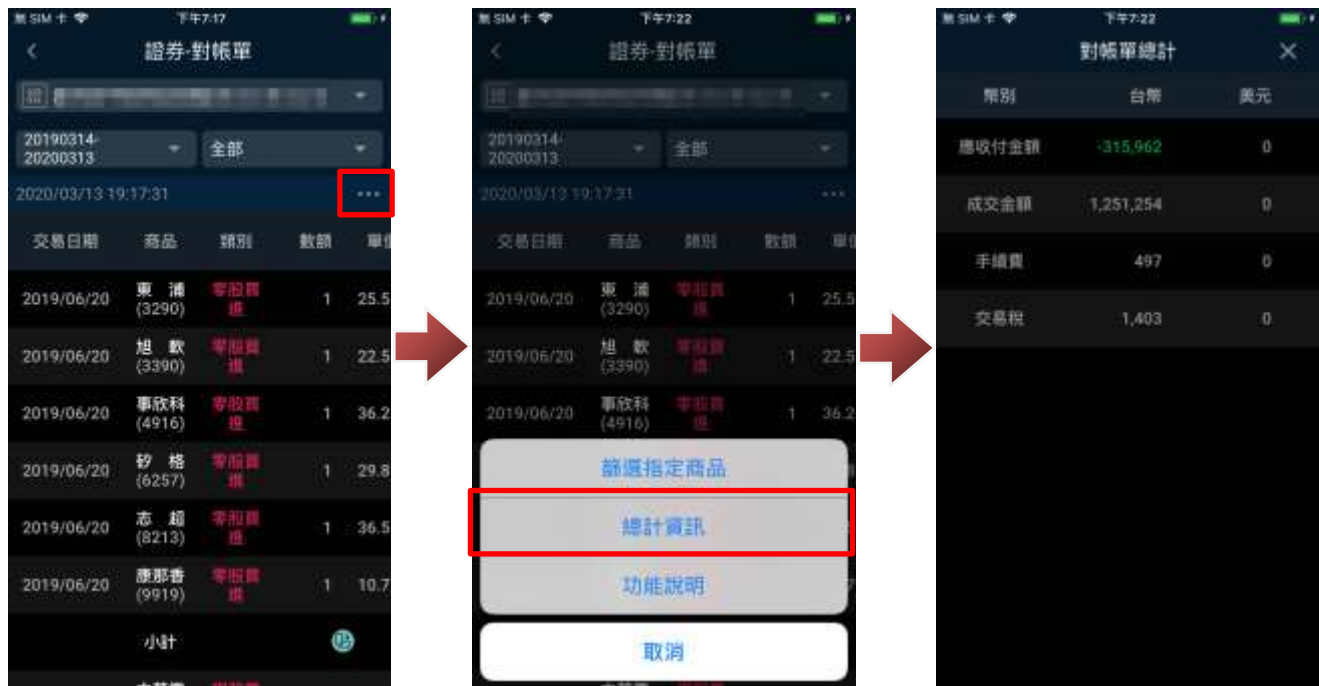 無 SIM 卡 下午7:17
證券-對帳單
證
20190314-
20200313
全部
2020/03/13 19:17:31 •••
交易日期 商品 類別 數額 單價
2019/06/20 東 浦 (3290) 零股買進 1 25.5
2019/06/20 旭 軟 (3390) 零股買進 1 22.5
2019/06/20 事欣科 (4916) 零股買進 1 36.2
2019/06/20 矽 格 (6257) 零股買進 1 29.8
2019/06/20 志 超 (8213) 零股買進 1 36.5
2019/06/20 康那香 (9919) 零股買進 1 10.7
小計
無 SIM 卡 下午7:22
證券-對帳單
證
20190314-
20200313
全部
2020/03/13 19:17:31 •••
交易日期 商品 類別 數額 單價
2019/06/20 東 浦 (3290) 零股買進 1 25.5
2019/06/20 旭 軟 (3390) 零股買進 1 22.5
2019/06/20 事欣科 (4916) 零股買進 1 36.2
篩選指定商品
總計資訊
功能說明
取消
無 SIM 卡 下午7:22
對帳單總計 ×
幣別 台幣 美元
應收付金額 -315,962 0
成交金額 1,251,254 0
手續費 497 0
交易稅 1,403 0